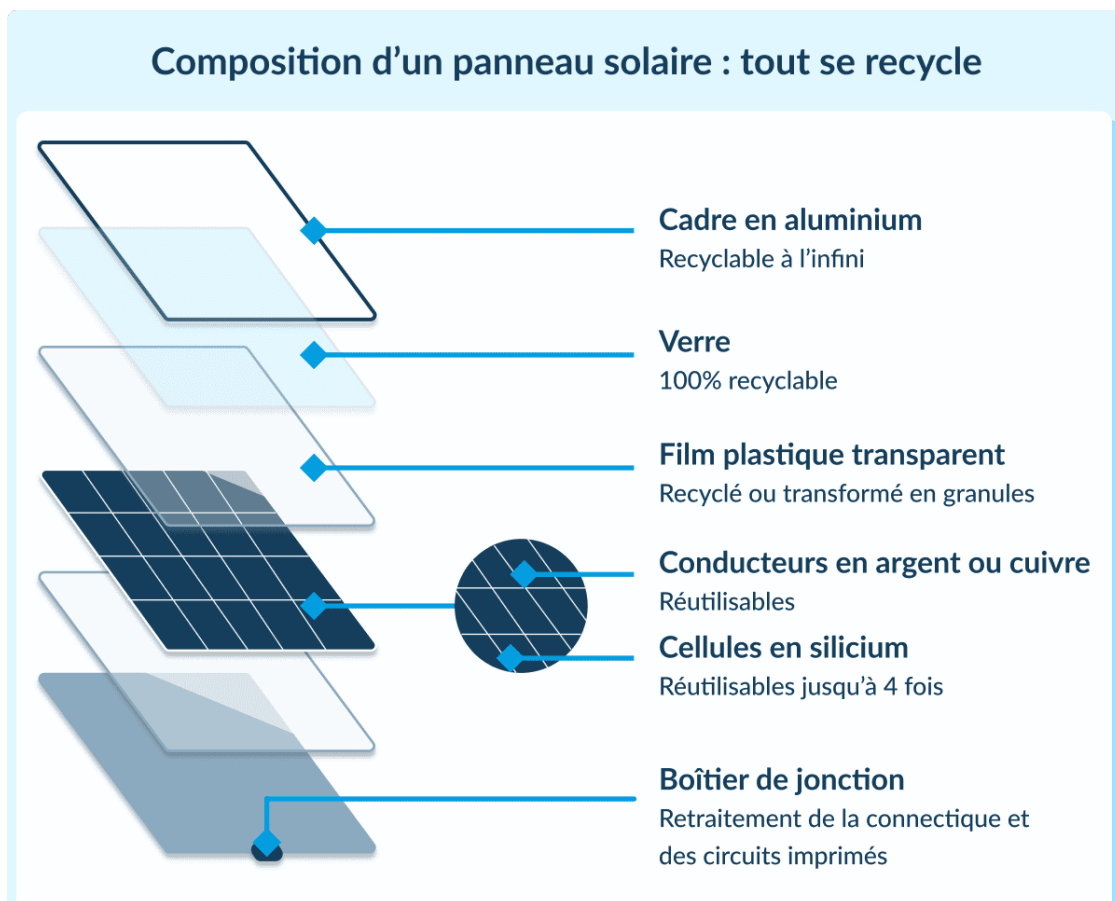 Composition d’un panneau solaire : tout se recycle
Cadre en aluminium
Recyclable à l’infini
Verre
100% recyclable
Film plastique transparent
Recyclé ou transformé en granules
Conducteurs en argent ou cuivre
Réutilisables
Cellules en silicium
Réutilisables jusqu’à 4 fois
Boîtier de jonction
Retraitement de la connectique et
des circuits imprimés